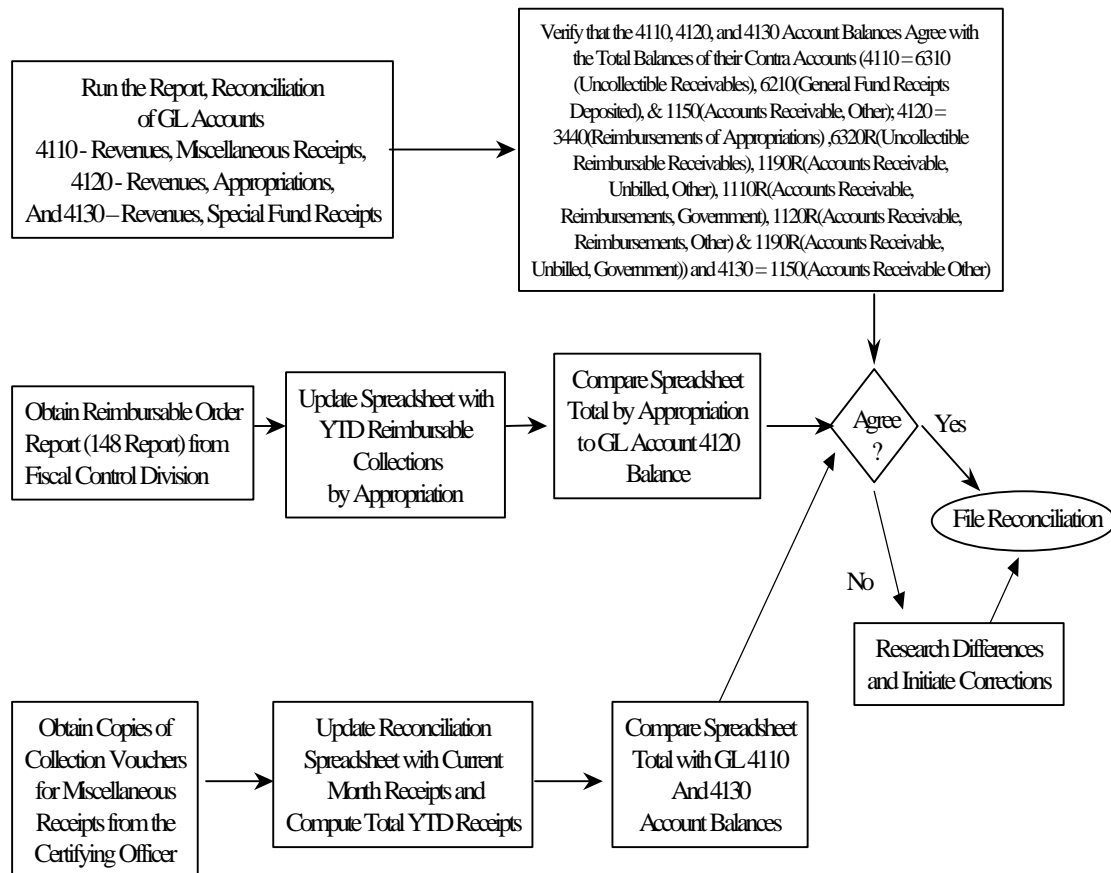 Run the Report, Reconciliation
of GL Accounts
4110 - Revenues, Miscellaneous Receipts,
4120 - Revenues, Appropriations,
And 4130 – Revenues, Special Fund Receipts
Verify that the 4110, 4120, and 4130 Account Balances Agree with
the Total Balances of their Contra Accounts (4110 = 6310
(Uncollectible Receivables), 6210(General Fund Receipts
Deposited), & 1150(Accounts Receivable, Other; 4120 =
3440(Reimbursements of Appropriations) ,6320R(Uncollectible
Reimbursable Receivables), 1190R(Accounts Receivable,
Unbilled, Other), 1110R(Accounts Receivable,
Reimbursements, Government), 1120R(Accounts Receivable,
Reimbursements, Other) & 1190R(Accounts Receivable,
Unbilled, Government)) and 4130 = 1150(Accounts Receivable Other)
Obtain Reimbursable Order
Report (148 Report) from
Fiscal Control Division
Update Spreadsheet with
YTD Reimbursable
Collections
by Appropriation
Compare Spreadsheet
Total by Appropriation
to GL Account 4120
Balance
Agree
?
Yes
File Reconciliation
No
Research Differences
and Initiate Corrections
Obtain Copies of
Collection Vouchers
for Miscellaneous
Receipts from the
Certifying Officer
Update Reconciliation
Spreadsheet with Current
Month Receipts and
Compute Total YTD Receipts
Compare Spreadsheet
Total with GL 4110
And 4130
Account Balances